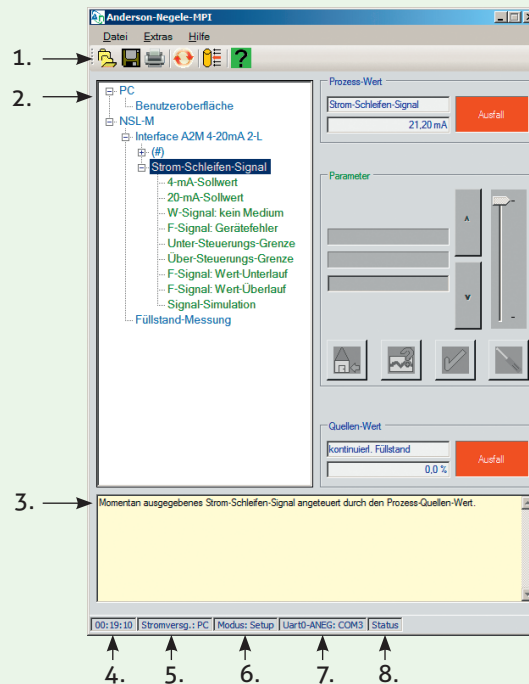 Anderson-Negele-MPI
Datei Extras Hilfe
1.
2.
PC
Benutzeroberfläche
NSL-M
Interface A2M 4-20mA 2-L
(#)
Strom-Schleifen-Signal
4-mA-Sollwert
20-mA-Sollwert
W-Signal: kein Medium
F-Signal: Gerätefehler
Unter-Steuerungs-Grenze
Über-Steuerungs-Grenze
F-Signal: Wert-Unterlauf
F-Signal: Wert-Überlauf
Signal-Simulation
Füllstand-Messung
Prozess-Wert
Strom-Schleifen-Signal
21,20 mA
Ausfall
Parameter
Quellen-Wert
kontinuierl. Füllstand
0,0 %
Ausfall
3.
Momentan ausgegebenes Strom-Schleifen-Signal angeteuert durch den Prozess-Quellen-Wert.
00:19:10 Stromversg.: PC Modus: Setup Uart0-ANEG: COM3 Status
4. 5. 6. 7. 8.